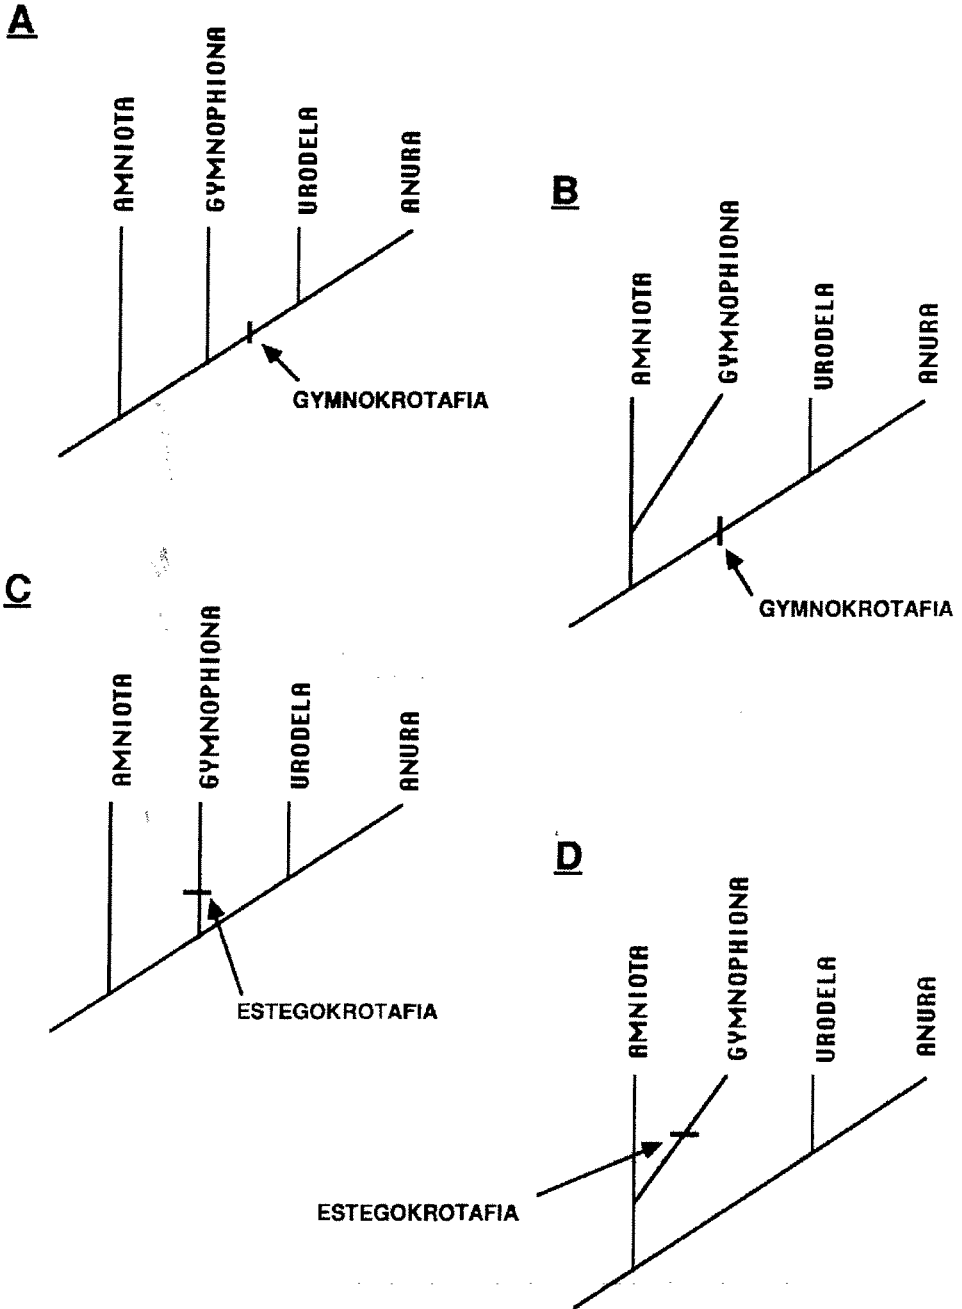 A
AMNIOTA
GYMNOPHIONA
URODELA
ANURA
GYMNOKROTAFIA
B
AMNIOTA
GYMNOPHIONA
URODELA
ANURA
GYMNOKROTAFIA
C
AMNIOTA
GYMNOPHIONA
URODELA
ANURA
ESTEGOKROTAFIA
D
AMNIOTA
GYMNOPHIONA
URODELA
ANURA
ESTEGOKROTAFIA